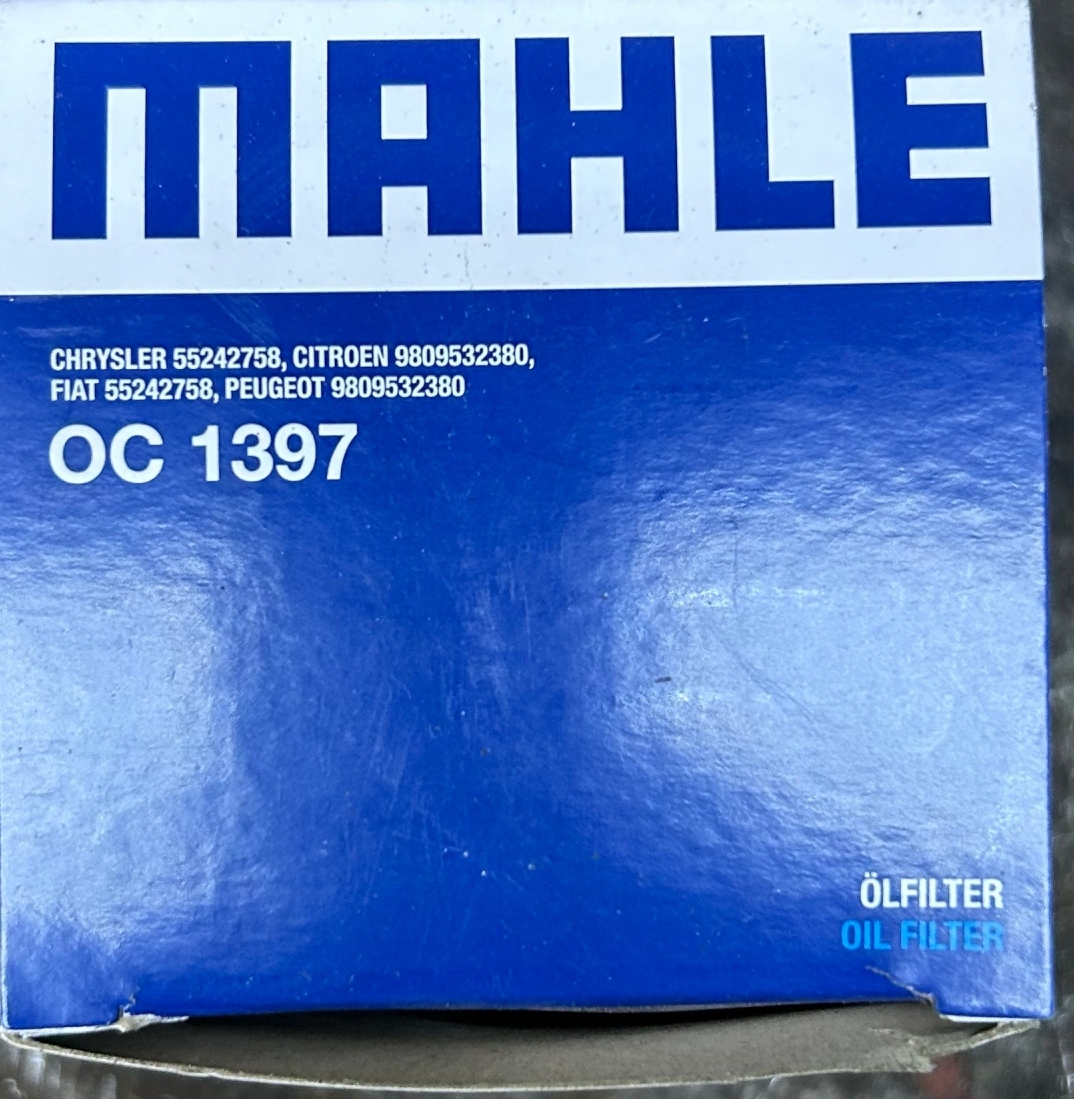 MAHLE
CHRYSLER 55242758, CITROEN 9809532380,
FIAT 55242758, PEUGEOT 9809532380
OC 1397
ÖLFILTER
OIL FILTER